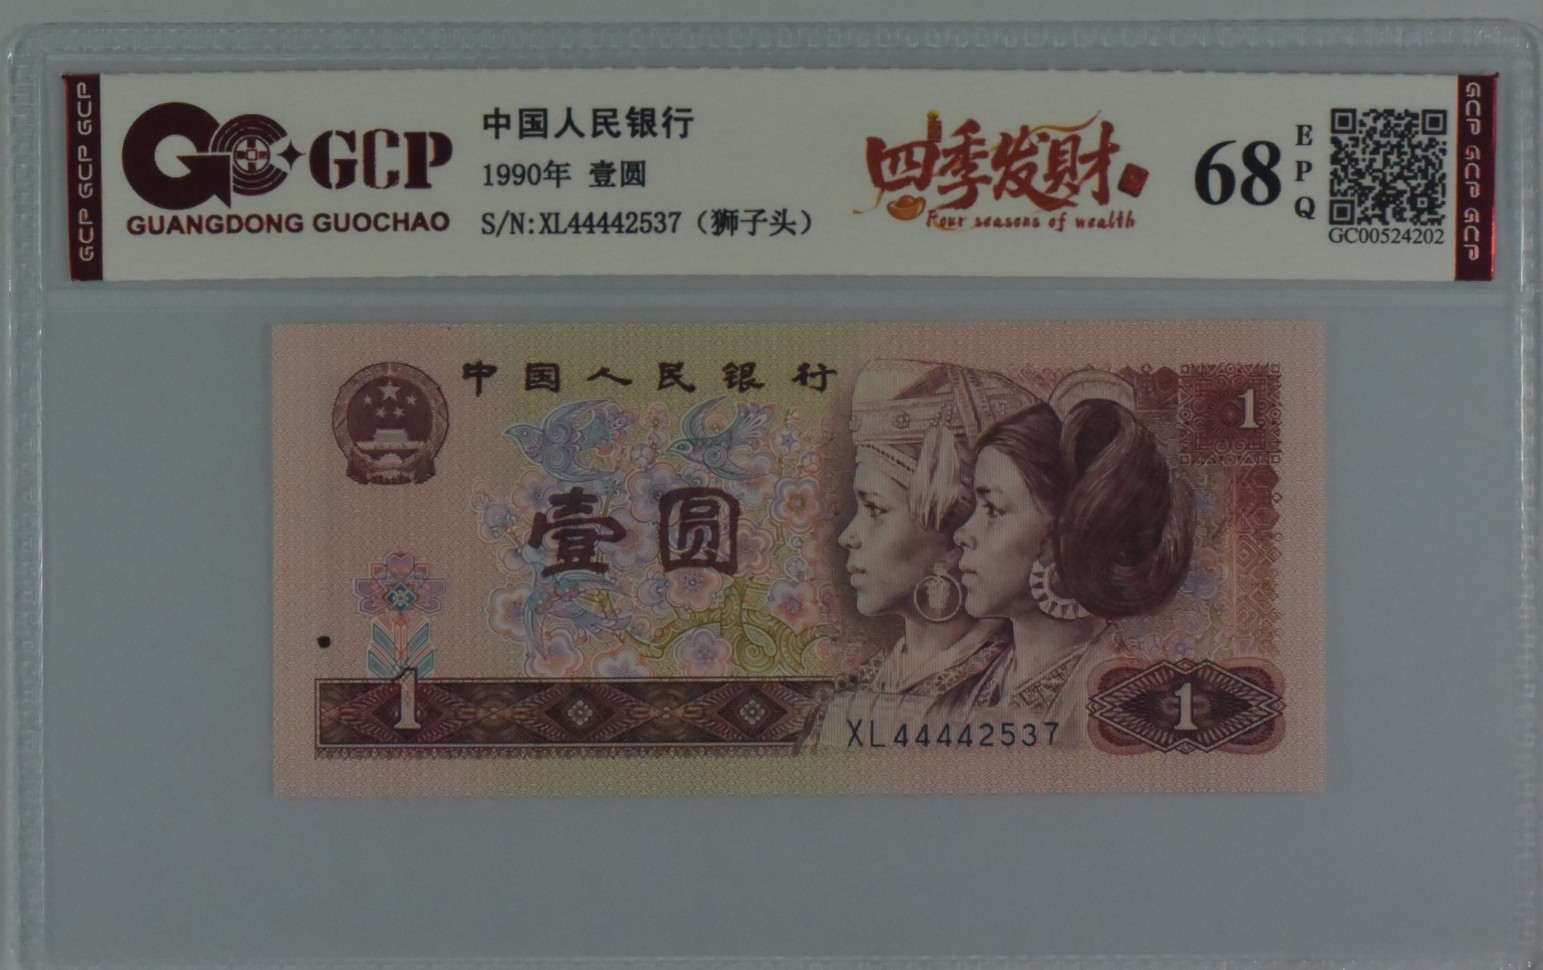 GCP GCP GCP
GCP
GUANGDONG GUOCHAO
中国人民银行
1990年 壹圆
S/N:XL44442537（狮子头）
四季发财
Four seasons of wealth
68
EPQ
GC00524202
GCP GCP GCP
中国人民银行
1
壹圆
1
XL44442537
1